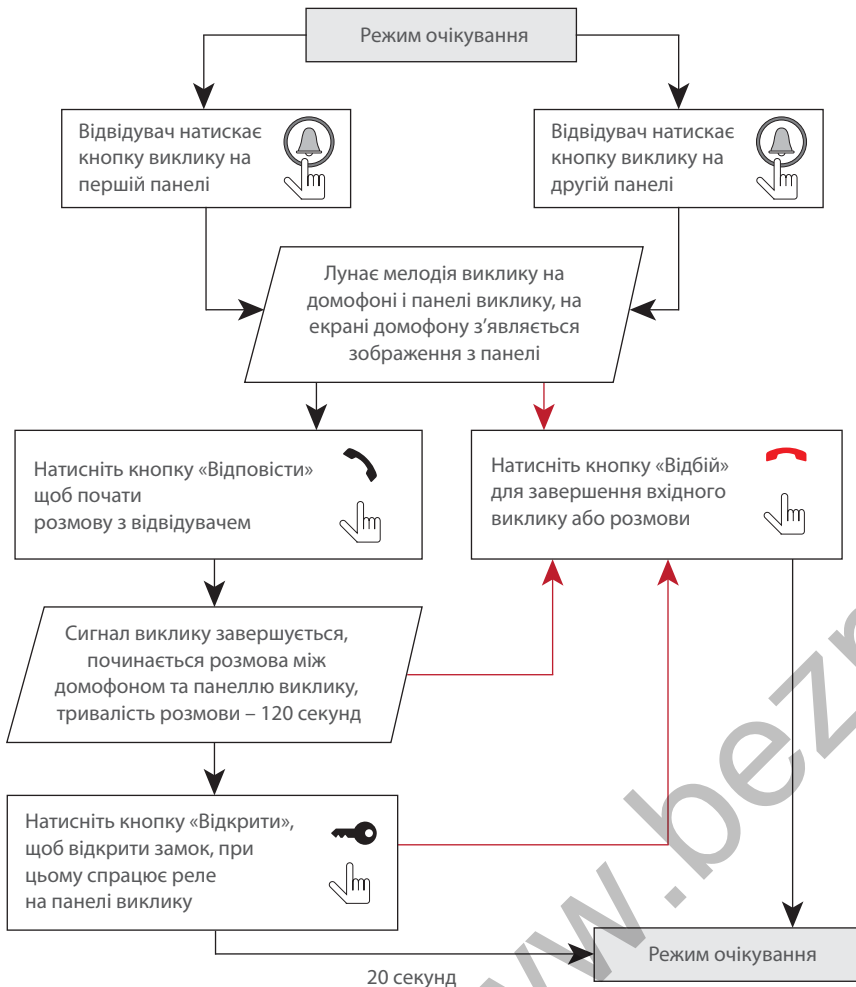 Режим очікування
Відвідувач натискає
кнопку виклику на
першій панелі
Відвідувач натискає
кнопку виклику на
другій панелі
Лунає мелодія виклику на
домофоні і панелі виклику, на
екрані домофону з’являється
зображення з панелі
Натисніть кнопку «Відповісти»
щоб почати
розмову з відвідувачем
Натисніть кнопку «Відбій»
для завершення вхідного
виклику або розмови
Сигнал виклику завершується,
починається розмова між
домофоном та панеллю виклику,
тривалість розмови – 120 секунд
Натисніть кнопку «Відкрити»,
щоб відкрити замок, при
цьому спрацює реле
на панелі виклику
Режим очікування
20 секунд